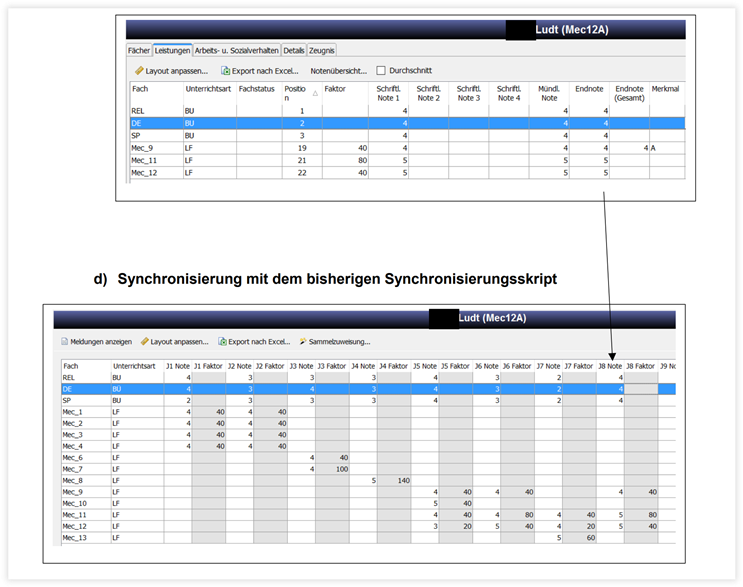 Ludt (Mec12A)
Fächer Leistungen Arbeits- u. Sozialverhalten Details Zeugnis
Layout anpassen... Export nach Excel... Notenübersicht... Durchschnitt
Fach Unterrichtsart Fachstatus Positio Faktor Schriftl. Schriftl. Schriftl. Schriftl. Mündl. Endnote Endnote Merkmal
n Note 1 Note 2 Note 3 Note 4 Note (Gesamt)
REL BU 1 4 4 4
DE BU 2 4 4 4
SP BU 3 4 4 4
Mec_9 LF 19 40 4 4 4 4 A
Mec_11 LF 21 80 5 5 5
Mec_12 LF 22 40 5 5 5
d) Synchronisierung mit dem bisherigen Synchronisierungsskript
Ludt (Mec12A)
Meldungen anzeigen Layout anpassen... Export nach Excel... Sammelzuweisung...
Fach Unterrichtsart J1 Note J1 Faktor J2 Note J2 Faktor J3 Note J3 Faktor J4 Note J4 Faktor J5 Note J5 Faktor J6 Note J6 Faktor J7 Note J7 Faktor J8 Note J8 Faktor J9 Nc
REL BU 4 3 3 3 4 3 2 4
DE BU 4 3 4 3 4 3 2 4
SP BU 2 3 3 3 4 3 2 4
Mec_1 LF 4 40 4 40
Mec_2 LF 4 40 4 40
Mec_3 LF 4 40 4 40
Mec_4 LF 4 40 4 40
Mec_6 LF 4 40
Mec_7 LF 4 100
Mec_8 LF 5 140
Mec_9 LF 4 40 4 40 4 40
Mec_10 LF 5 40
Mec_11 LF 4 40 4 80 4 40 5 80
Mec_12 LF 3 20 5 40 4 20 5 40
Mec_13 LF 5 60